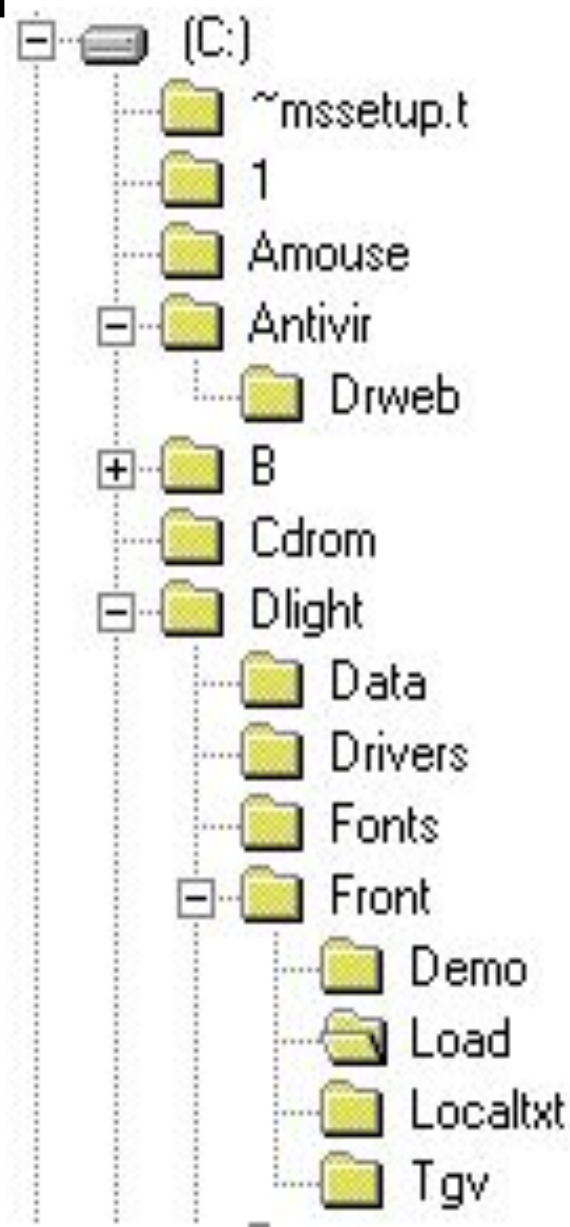 (C:)
~mssetup.t
1
Amouse
Antivir
Drweb
B
Cdrom
Dlight
Data
Drivers
Fonts
Front
Demo
Load
Localtxt
Tgv